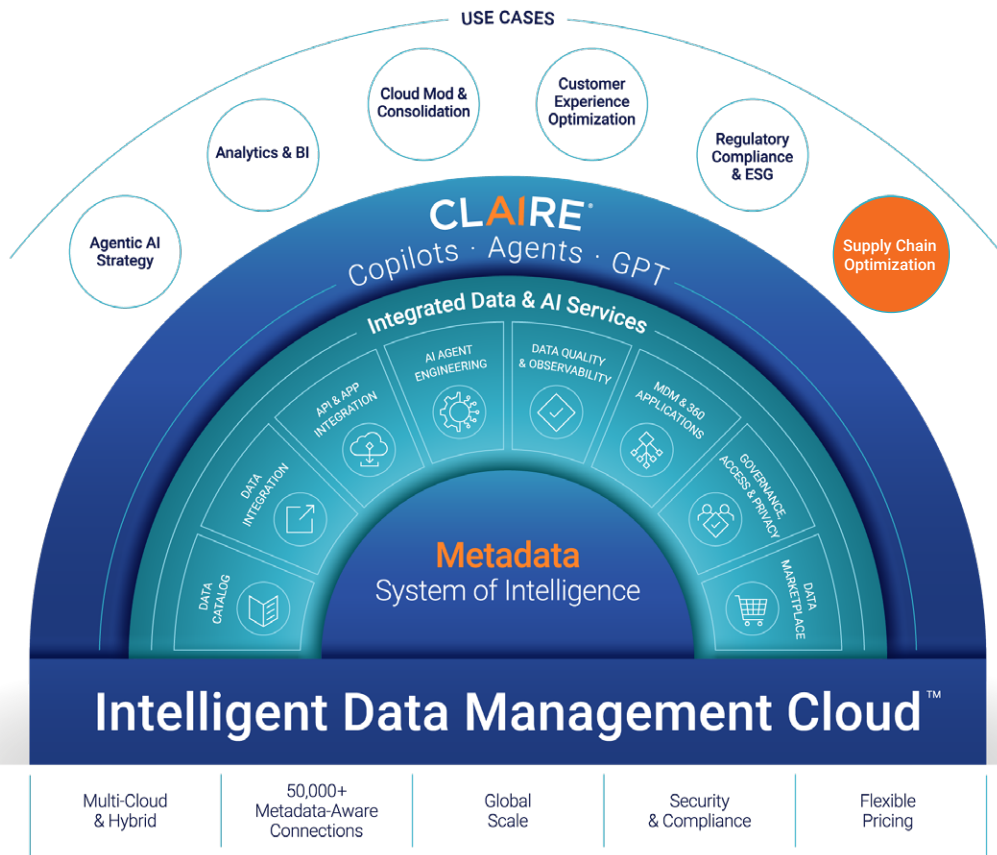 USE CASES
Agentic AI
Strategy
Analytics & BI
Cloud Mod &
Consolidation
Customer
Experience
Optimization
Regulatory
Compliance
& ESG
Supply Chain
Optimization
CLAIRE®
Copilots · Agents · GPT
Integrated Data & AI Services
DATA
CATALOG
DATA
INTEGRATION
API & APP
INTEGRATION
AI AGENT
ENGINEERING
DATA QUALITY
& OBSERVABILITY
MDM & 360
APPLICATIONS
GOVERNANCE,
ACCESS & PRIVACY
DATA
MARKETPLACE
Metadata
System of Intelligence
Intelligent Data Management Cloud™
Multi-Cloud
& Hybrid
50,000+
Metadata-Aware
Connections
Global
Scale
Security
& Compliance
Flexible
Pricing